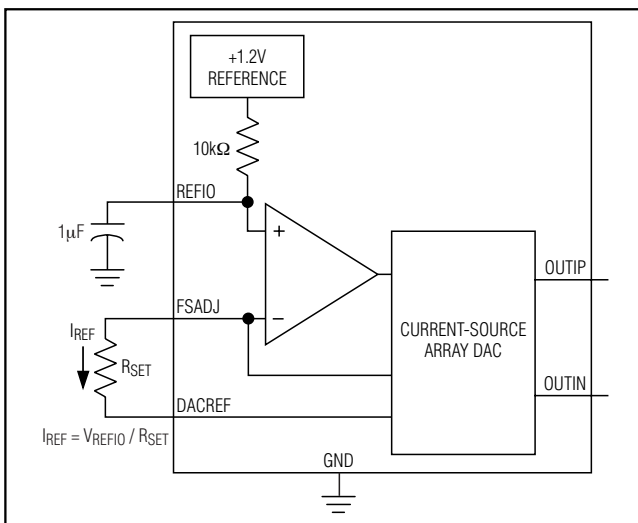 +1.2V
REFERENCE
10kΩ
REFIO
1µF
+
−
FSADJ
IREF
RSET
DACREF
IREF = VREFIO / RSET
CURRENT-SOURCE
ARRAY DAC
OUTIP
OUTIN
GND